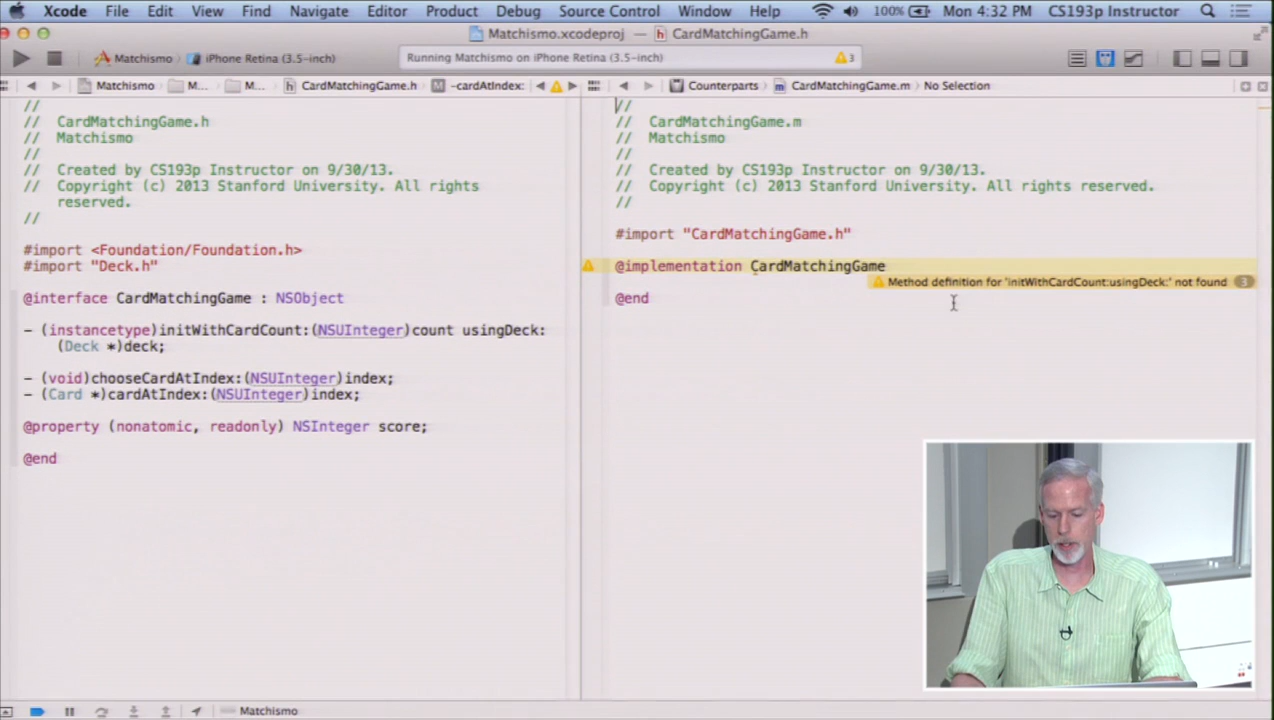 Xcode File Edit View Find Navigate Editor Product Debug Source Control Window Help 100% Mon 4:32 PM CS193p Instructor
Matchismo.xcodeproj — CardMatchingGame.h
Matchismo iPhone Retina (3.5-inch) Running Matchismo on iPhone Retina (3.5-inch) 3
Matchismo M... M... CardMatchingGame.h M -cardAtIndex: Counterparts CardMatchingGame.m No Selection
//
// CardMatchingGame.h
// Matchismo
//
// Created by CS193p Instructor on 9/30/13.
// Copyright (c) 2013 Stanford University. All rights
reserved.
//
#import <Foundation/Foundation.h>
#import "Deck.h"
@interface CardMatchingGame : NSObject
- (instancetype)initWithCardCount:(NSUInteger)count usingDeck:
(Deck *)deck;
- (void)chooseCardAtIndex:(NSUInteger)index;
- (Card *)cardAtIndex:(NSUInteger)index;
@property (nonatomic, readonly) NSInteger score;
@end
//
// CardMatchingGame.m
// Matchismo
//
// Created by CS193p Instructor on 9/30/13.
// Copyright (c) 2013 Stanford University. All rights reserved.
//
#import "CardMatchingGame.h"
@implementation CardMatchingGame
Method definition for 'initWithCardCount:usingDeck:' not found 3
@end
Matchismo